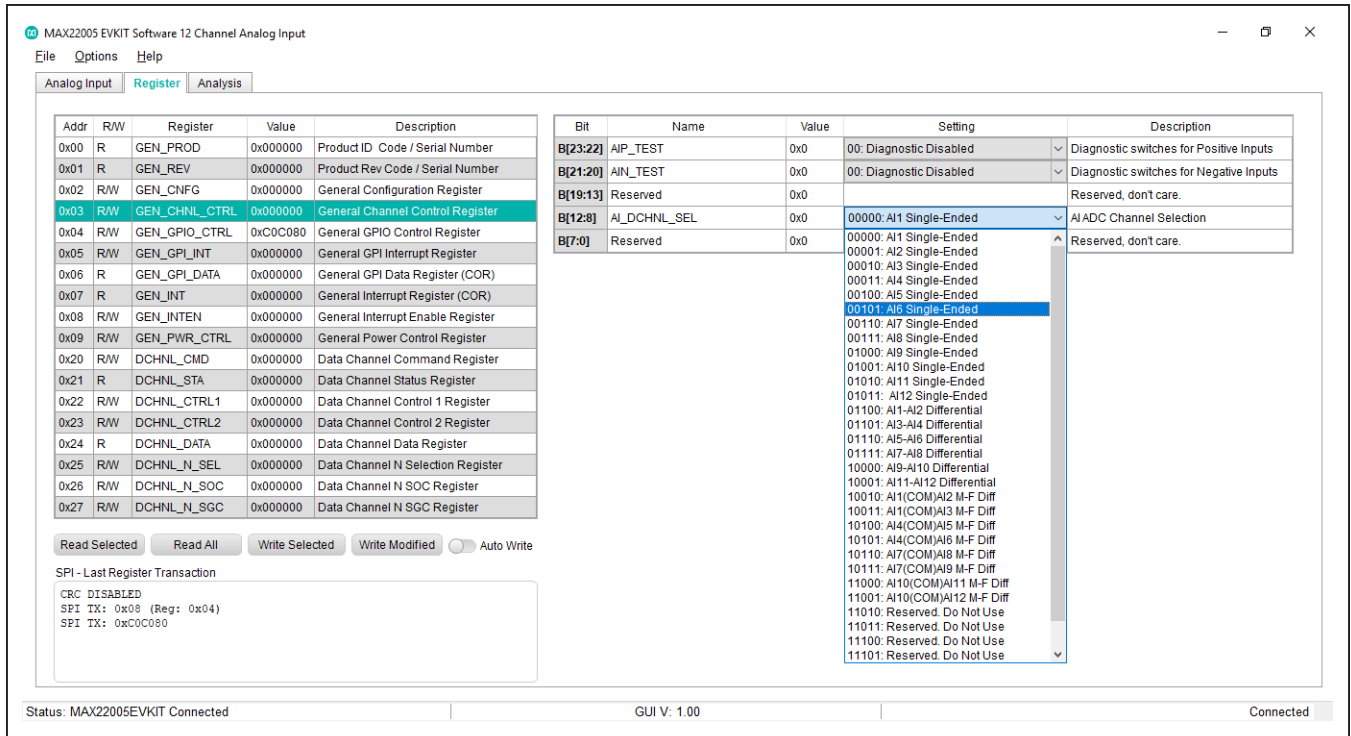 MAX22005 EVKIT Software 12 Channel Analog Input
File Options Help
Analog Input Register Analysis
Addr R/W Register Value Description
0x00 R GEN_PROD 0x000000 Product ID Code / Serial Number
0x01 R GEN_REV 0x000000 Product Rev Code / Serial Number
0x02 R/W GEN_CNFG 0x000000 General Configuration Register
0x03 R/W GEN_CHNL_CTRL 0x000000 General Channel Control Register
0x04 R/W GEN_GPIO_CTRL 0xC0C080 General GPIO Control Register
0x05 R/W GEN_GPI_INT 0x000000 General GPI Interrupt Register
0x06 R GEN_GPI_DATA 0x000000 General GPI Data Register (COR)
0x07 R GEN_INT 0x000000 General Interrupt Register (COR)
0x08 R/W GEN_INTEN 0x000000 General Interrupt Enable Register
0x09 R/W GEN_PWR_CTRL 0x000000 General Power Control Register
0x20 R/W DCHNL_CMD 0x000000 Data Channel Command Register
0x21 R DCHNL_STA 0x000000 Data Channel Status Register
0x22 R/W DCHNL_CTRL1 0x000000 Data Channel Control 1 Register
0x23 R/W DCHNL_CTRL2 0x000000 Data Channel Control 2 Register
0x24 R DCHNL_DATA 0x000000 Data Channel Data Register
0x25 R/W DCHNL_N_SEL 0x000000 Data Channel N Selection Register
0x26 R/W DCHNL_N_SOC 0x000000 Data Channel N SOC Register
0x27 R/W DCHNL_N_SGC 0x000000 Data Channel N SGC Register
Read Selected Read All Write Selected Write Modified Auto Write
SPI - Last Register Transaction
CRC DISABLED
SPI TX: 0x08 (Reg: 0x04)
SPI TX: 0xC0C080
Bit Name Value Setting Description
B[23:22] AIP_TEST 0x0 00: Diagnostic Disabled Diagnostic switches for Positive Inputs
B[21:20] AIN_TEST 0x0 00: Diagnostic Disabled Diagnostic switches for Negative Inputs
B[19:13] Reserved 0x0 Reserved, don't care.
B[12:8] AI_DCHNL_SEL 0x0 00000: AI1 Single-Ended AI ADC Channel Selection
B[7:0] Reserved 0x0 Reserved, don't care.
00000: AI1 Single-Ended
00001: AI2 Single-Ended
00010: AI3 Single-Ended
00011: AI4 Single-Ended
00100: AI5 Single-Ended
00101: AI6 Single-Ended
00110: AI7 Single-Ended
00111: AI8 Single-Ended
01000: AI9 Single-Ended
01001: AI10 Single-Ended
01010: AI11 Single-Ended
01011: AI12 Single-Ended
01100: AI1-AI2 Differential
01101: AI3-AI4 Differential
01110: AI5-AI6 Differential
01111: AI7-AI8 Differential
10000: AI9-AI10 Differential
10001: AI11-AI12 Differential
10010: AI1(COM)AI2 M-F Diff
10011: AI1(COM)AI3 M-F Diff
10100: AI4(COM)AI5 M-F Diff
10101: AI4(COM)AI6 M-F Diff
10110: AI7(COM)AI8 M-F Diff
10111: AI7(COM)AI9 M-F Diff
11000: AI10(COM)AI11 M-F Diff
11001: AI10(COM)AI12 M-F Diff
11010: Reserved. Do Not Use
11011: Reserved. Do Not Use
11100: Reserved. Do Not Use
11101: Reserved. Do Not Use
Status: MAX22005EVKIT Connected GUI V: 1.00 Connected